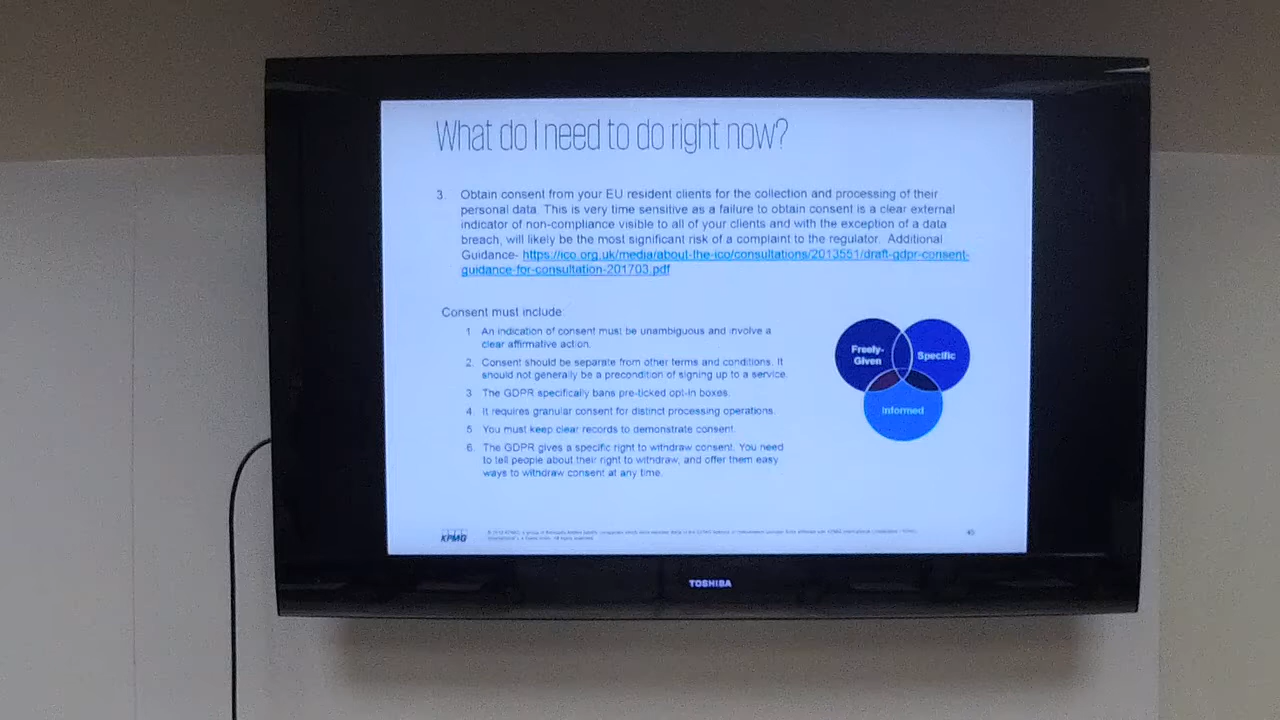 What do I need to do right now?
3. Obtain consent from your EU resident clients for the collection and processing of their
personal data. This is very time sensitive as a failure to obtain consent is a clear external
indicator of non-compliance visible to all of your clients and with the exception of a data
breach, will likely be the most significant risk of a complaint to the regulator. Additional
Guidance- https://ico.org.uk/media/about-the-ico/consultations/2013551/draft-gdpr-consent-
guidance-for-consultation-201703.pdf
Consent must include:
1 An indication of consent must be unambiguous and involve a
clear affirmative action.
2. Consent should be separate from other terms and conditions. It
should not generally be a precondition of signing up to a service.
3 The GDPR specifically bans pre-ticked opt-in boxes.
4. It requires granular consent for distinct processing operations.
5 You must keep clear records to demonstrate consent.
6. The GDPR gives a specific right to withdraw consent. You need
to tell people about their right to withdraw, and offer them easy
ways to withdraw consent at any time.
Freely-
Given
Specific
Informed
KPMG
TOSHIBA